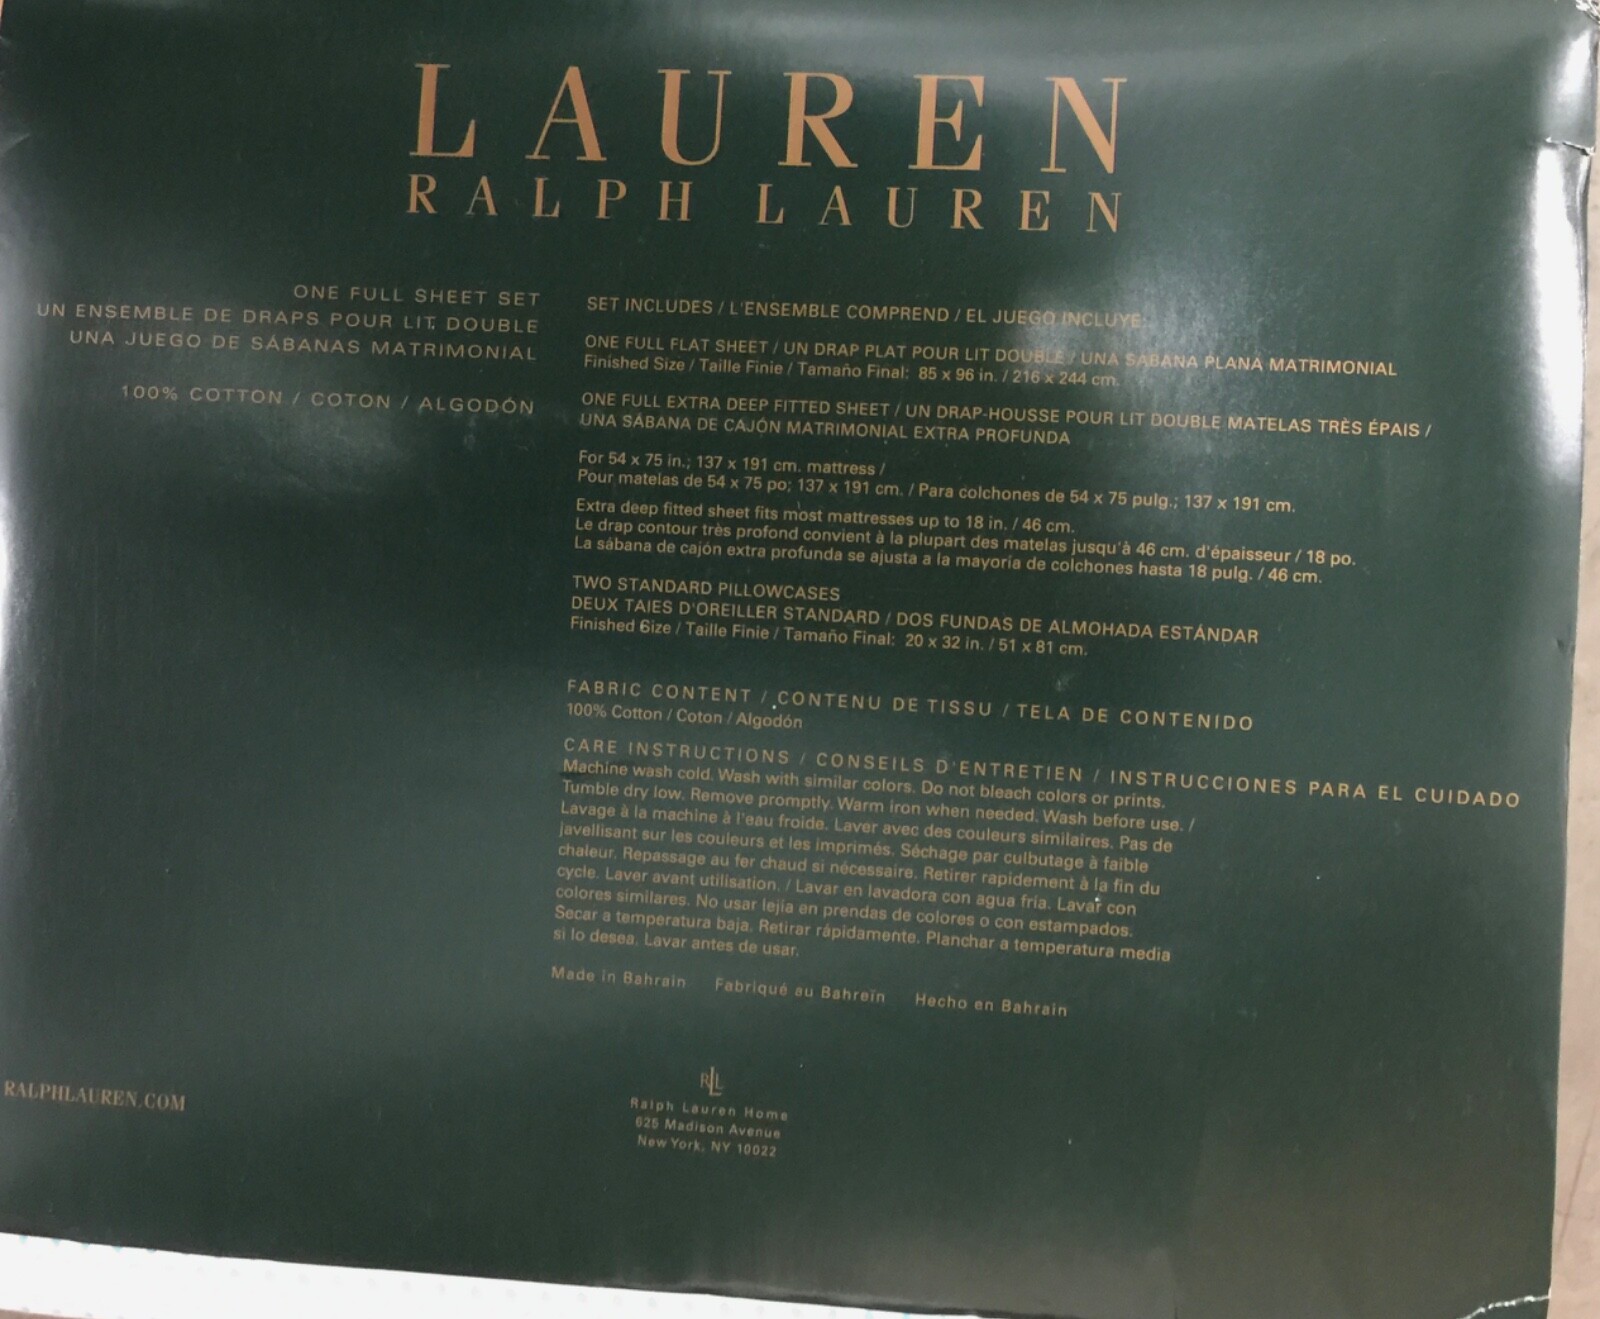 LAUREN
RALPH LAUREN
ONE FULL SHEET SET
UN ENSEMBLE DE DRAPS POUR LIT DOUBLE
UNA JUEGO DE SÁBANAS MATRIMONIAL
100% COTTON / COTON / ALGODÓN
SET INCLUDES / L'ENSEMBLE COMPREND / EL JUEGO INCLUYE:
ONE FULL FLAT SHEET / UN DRAP PLAT POUR LIT DOUBLE / UNA SÁBANA PLANA MATRIMONIAL
Finished Size / Taille Finie / Tamaño Final: 85 x 96 in. / 216 x 244 cm.
ONE FULL EXTRA DEEP FITTED SHEET / UN DRAP-HOUSSE POUR LIT DOUBLE MATELAS TRÈS ÉPAIS /
UNA SÁBANA DE CAJÓN MATRIMONIAL EXTRA PROFUNDA
For 54 x 75 in.; 137 x 191 cm. mattress /
Pour matelas de 54 x 75 po; 137 x 191 cm. / Para colchones de 54 x 75 pulg.; 137 x 191 cm.
Extra deep fitted sheet fits most mattresses up to 18 in. / 46 cm.
Le drap contour très profond convient à la plupart des matelas jusqu'à 46 cm. d'épaisseur / 18 po.
La sábana de cajón extra profunda se ajusta a la mayoría de colchones hasta 18 pulg. / 46 cm.
TWO STANDARD PILLOWCASES
DEUX TAIES D'OREILLER STANDARD / DOS FUNDAS DE ALMOHADA ESTÁNDAR
Finished Size / Taille Finie / Tamaño Final: 20 x 32 in. / 51 x 81 cm.
FABRIC CONTENT / CONTENU DE TISSU / TELA DE CONTENIDO
100% Cotton / Coton / Algodón
CARE INSTRUCTIONS / CONSEILS D'ENTRETIEN / INSTRUCCIONES PARA EL CUIDADO
Machine wash cold. Wash with similar colors. Do not bleach colors or prints.
Tumble dry low. Remove promptly. Warm iron when needed. Wash before use. /
Lavage à la machine à l'eau froide. Laver avec des couleurs similaires. Pas de
javellisant sur les couleurs et les imprimés. Séchage par culbutage à faible
chaleur. Repassage au fer chaud si nécessaire. Retirer rapidement à la fin du
cycle. Laver avant utilisation. / Lavar en lavadora con agua fría. Lavar con
colores similares. No usar lejía en prendas de colores o con estampados.
Secar a temperatura baja. Retirar rápidamente. Planchar a temperatura media
si lo desea. Lavar antes de usar.
Made in Bahrain Fabriqué au Bahreïn Hecho en Bahrain
RALPHLAUREN.COM
RLL
Ralph Lauren Home
625 Madison Avenue
New York, NY 10022